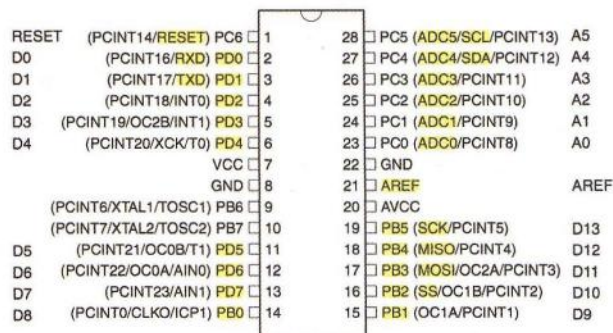 RESET (PCINT14/RESET) PC6 1 28 PC5 (ADC5/SCL/PCINT13) A5
D0 (PCINT16/RXD) PD0 2 27 PC4 (ADC4/SDA/PCINT12) A4
D1 (PCINT17/TXD) PD1 3 26 PC3 (ADC3/PCINT11) A3
D2 (PCINT18/INT0) PD2 4 25 PC2 (ADC2/PCINT10) A2
D3 (PCINT19/OC2B/INT1) PD3 5 24 PC1 (ADC1/PCINT9) A1
D4 (PCINT20/XCK/T0) PD4 6 23 PC0 (ADC0/PCINT8) A0
VCC 7 22 GND
GND 8 21 AREF AREF
(PCINT6/XTAL1/TOSC1) PB6 9 20 AVCC
(PCINT7/XTAL2/TOSC2) PB7 10 19 PB5 (SCK/PCINT5) D13
D5 (PCINT21/OC0B/T1) PD5 11 18 PB4 (MISO/PCINT4) D12
D6 (PCINT22/OC0A/AIN0) PD6 12 17 PB3 (MOSI/OC2A/PCINT3) D11
D7 (PCINT23/AIN1) PD7 13 16 PB2 (SS/OC1B/PCINT2) D10
D8 (PCINT0/CLKO/ICP1) PB0 14 15 PB1 (OC1A/PCINT1) D9